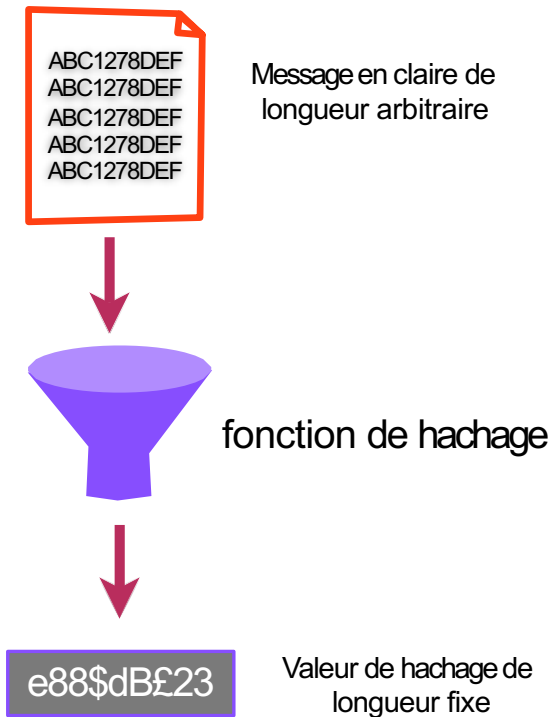 ABC1278DEF
ABC1278DEF
ABC1278DEF
ABC1278DEF
ABC1278DEF
Message en claire de
longueur arbitraire
fonction de hachage
e88$dB£23
Valeur de hachage de
longueur fixe